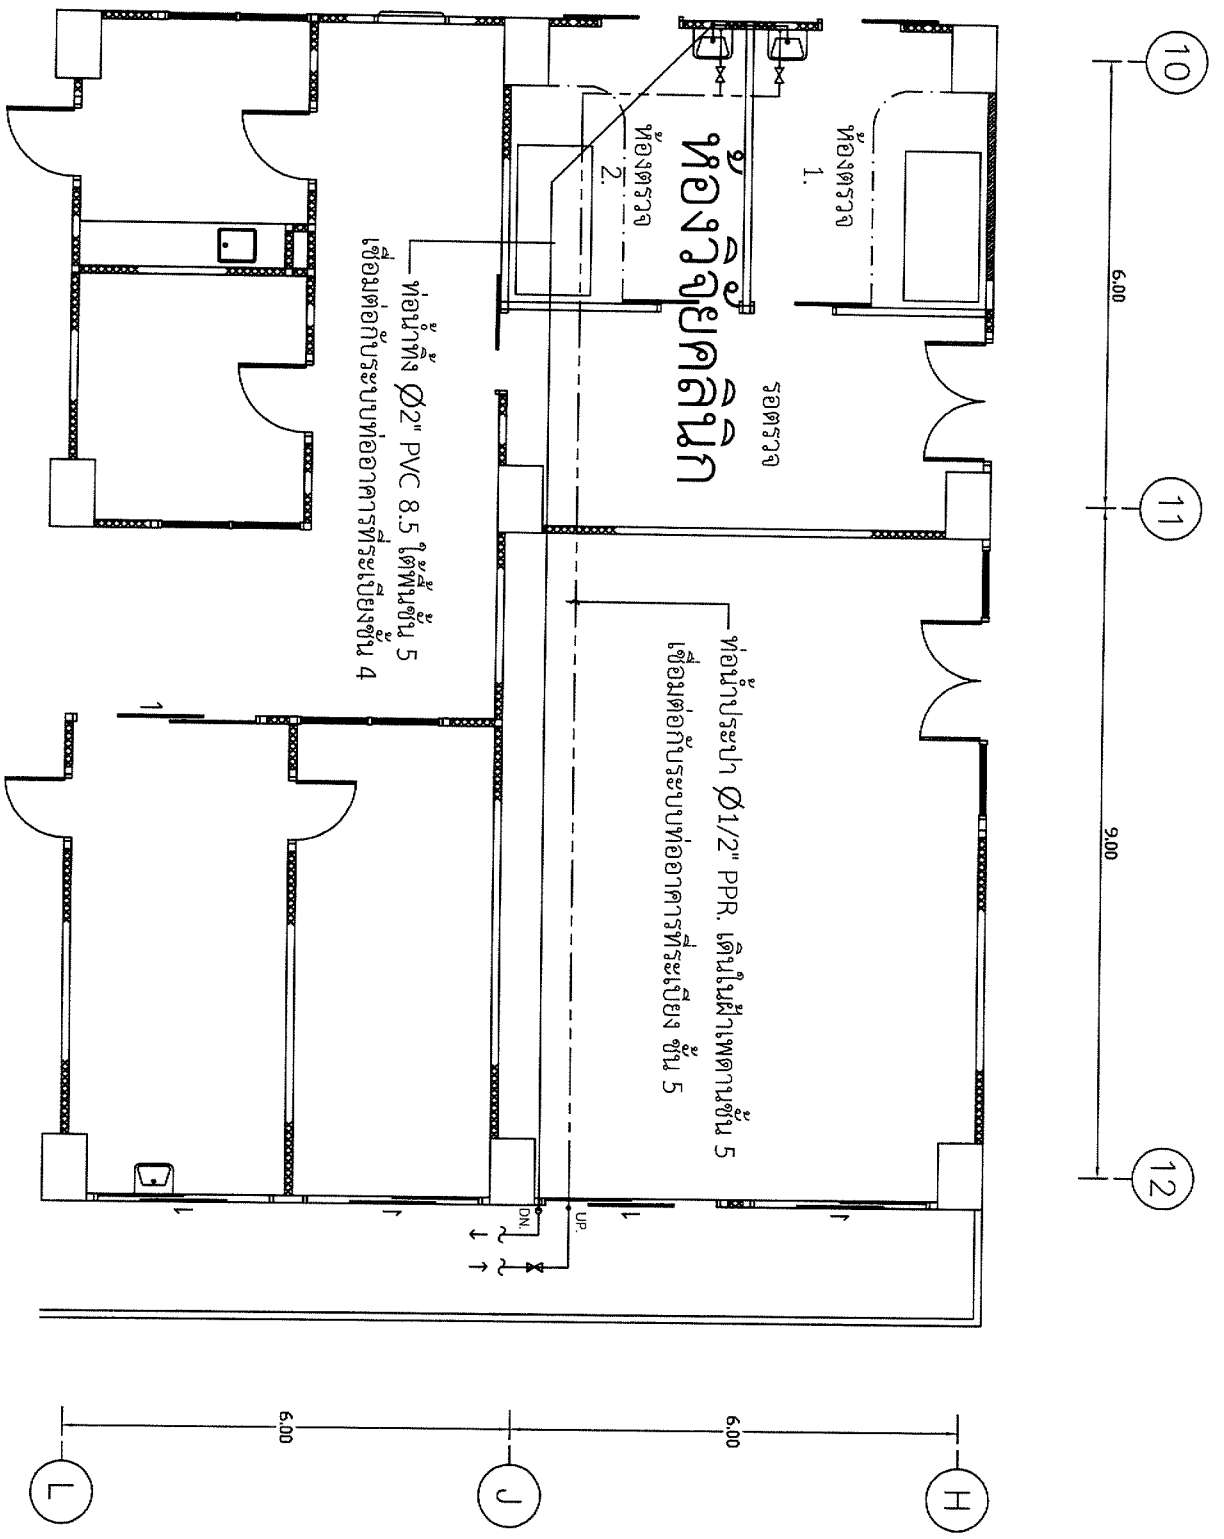 10
11
12
6.00
9.00
ห้องตรวจ
1.
ห้องตรวจ
2.
ห้องวิจัยคลินิก
รอตรวจ
ท่อน้ำทิ้ง Ø2" PVC 8.5 ใต้พื้นชั้น 5
เชื่อมต่อกับระบบท่ออาคารที่ระเบียงชั้น 4
ท่อน้ำประปา Ø1/2" PPR. เดินในฝ้าเพดานชั้น 5
เชื่อมต่อกับระบบท่ออาคารที่ระเบียง ชั้น 5
UP.
DN.
6.00
6.00
H
J
L